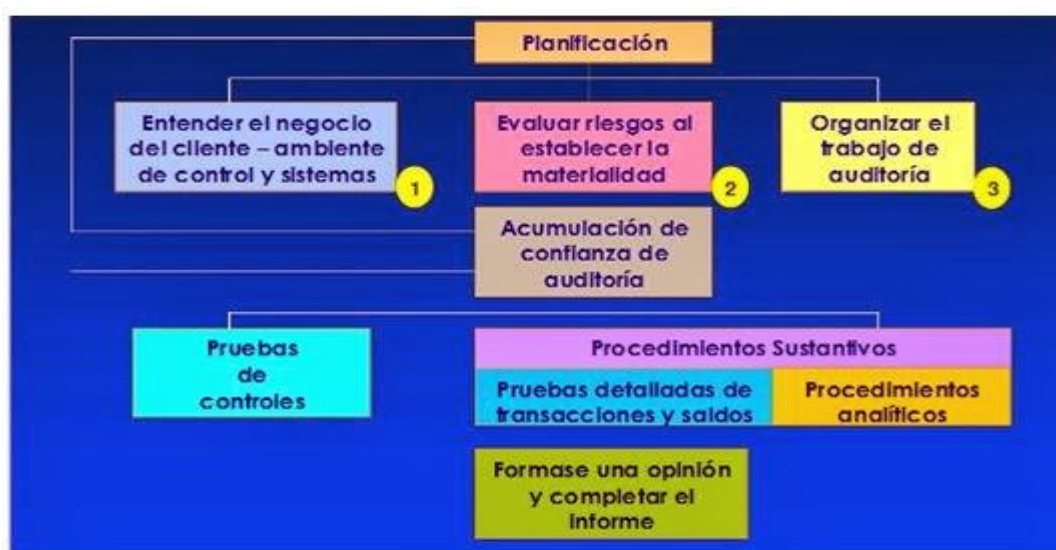 Planificación
Entender el negocio
del cliente – ambiente
de control y sistemas
1
Evaluar riesgos al
establecer la
materialidad
2
Organizar el
trabajo de
auditoría
3
Acumulación de
confianza de
auditoría
Pruebas
de
controles
Procedimientos Sustantivos
Pruebas detalladas de
transacciones y saldos
Procedimientos
analíticos
Formase una opinión
y completar el
informe